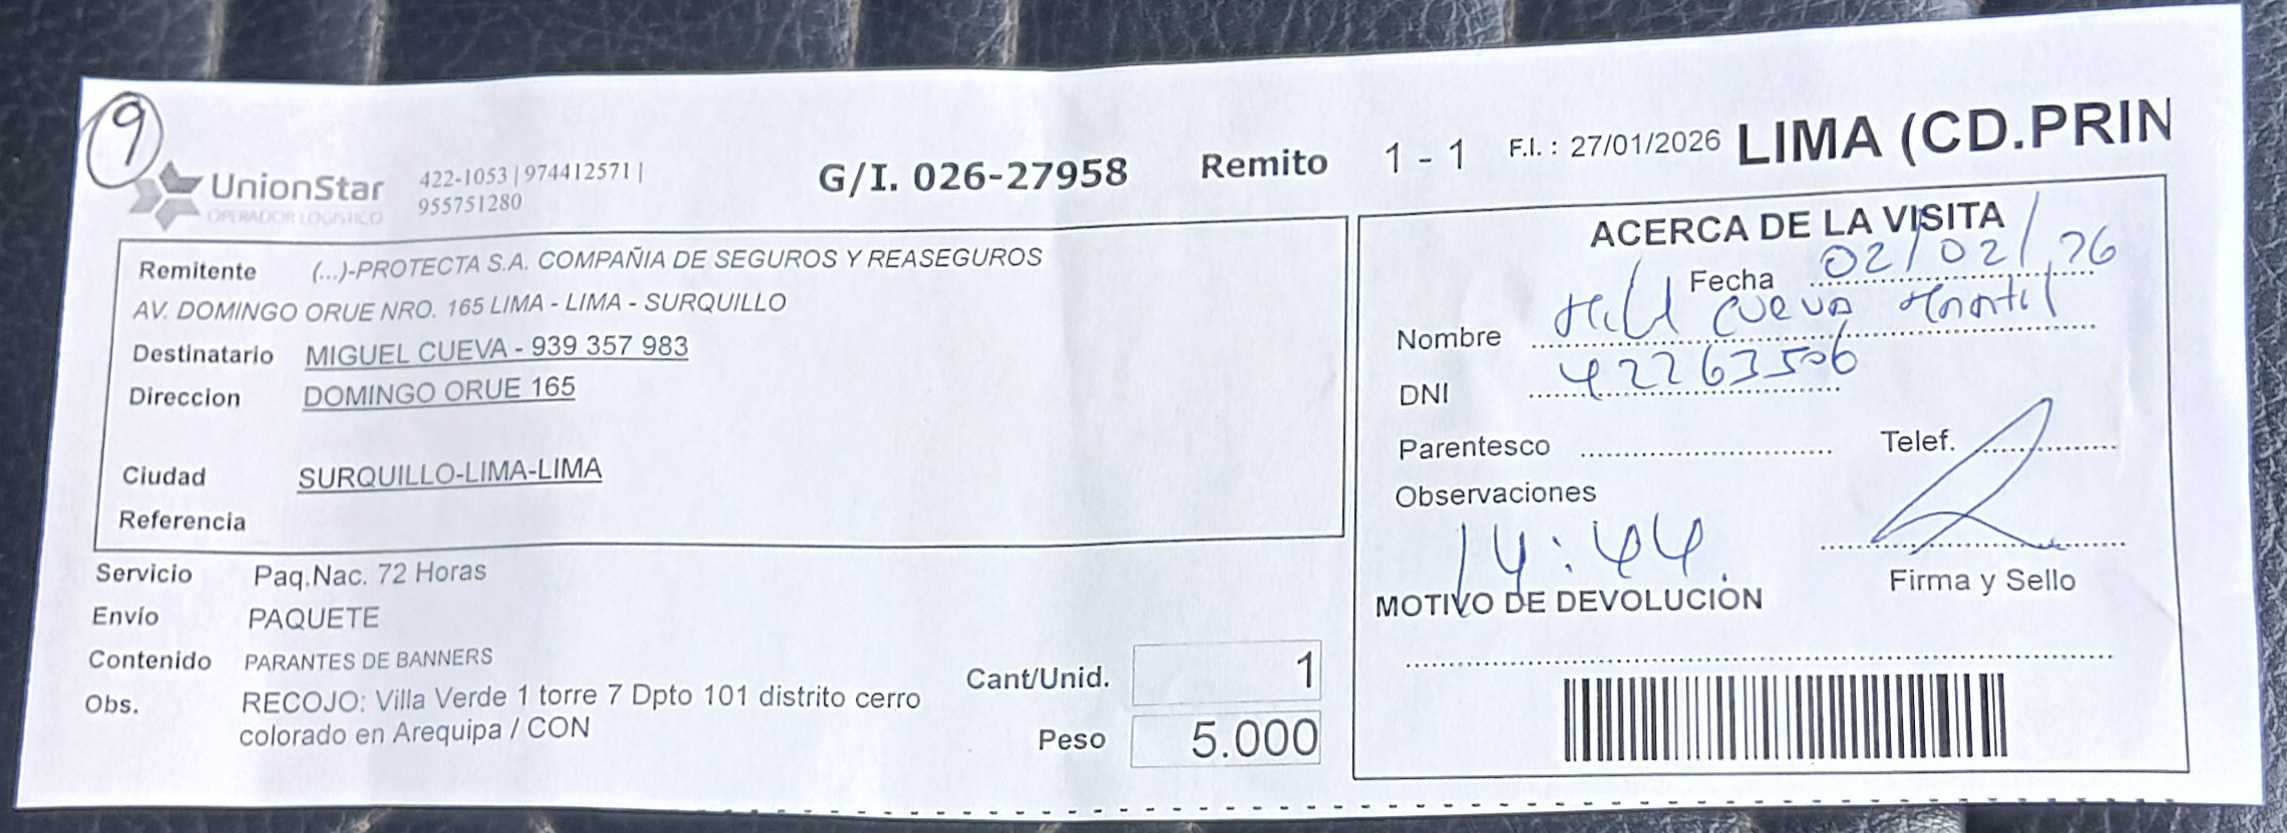 9
UnionStar
OPERADOR LOGISTICO
422-1053 | 974412571 |
955751280
G/I. 026-27958
Remito 1 - 1
F.I. : 27/01/2026
LIMA (CD.PRIN
Remitente (...)-PROTECTA S.A. COMPAÑIA DE SEGUROS Y REASEGUROS
AV. DOMINGO ORUE NRO. 165 LIMA - LIMA - SURQUILLO
Destinatario MIGUEL CUEVA - 939 357 983
Direccion DOMINGO ORUE 165
Ciudad SURQUILLO-LIMA-LIMA
Referencia
Servicio Paq.Nac. 72 Horas
Envío PAQUETE
Contenido PARANTES DE BANNERS
Obs. RECOJO: Villa Verde 1 torre 7 Dpto 101 distrito cerro
colorado en Arequipa / CON
Cant/Unid. 1
Peso 5.000
ACERCA DE LA VISITA
Fecha 02/02/26
Nombre Cueva
DNI 42263506
Parentesco
Telef.
Observaciones
14:44
Firma y Sello
MOTIVO DE DEVOLUCIÓN